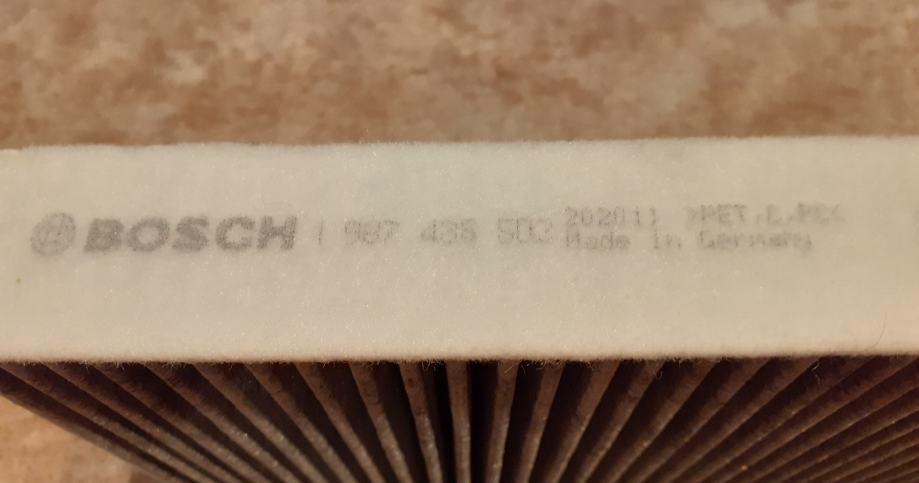 BOSCH 1 987 435 503
202011 >PET,C,PE<
Made in Germany